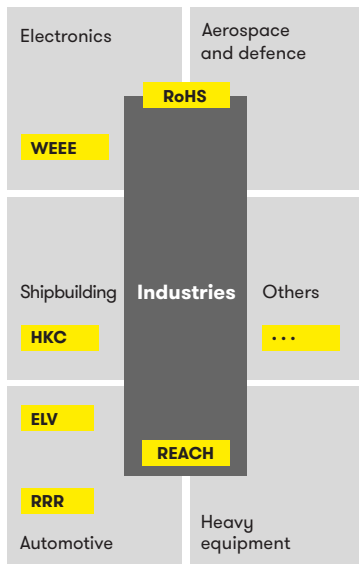 Electronics
Aerospace
and defence
RoHS
WEEE
Shipbuilding
Industries
Others
HKC
...
ELV
REACH
RRR
Automotive
Heavy
equipment